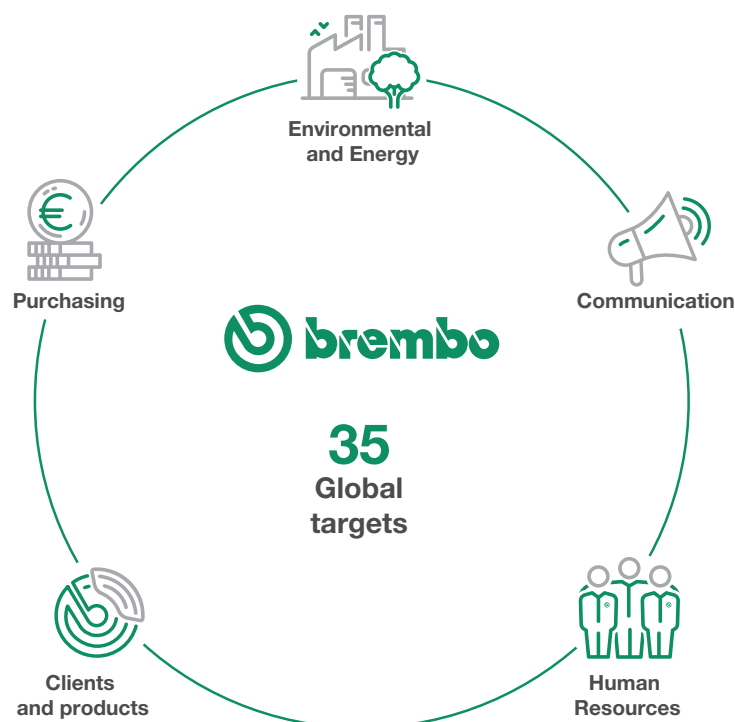 Environmental
and Energy
Purchasing
Communication
brembo
35
Global
targets
Clients
and products
Human
Resources